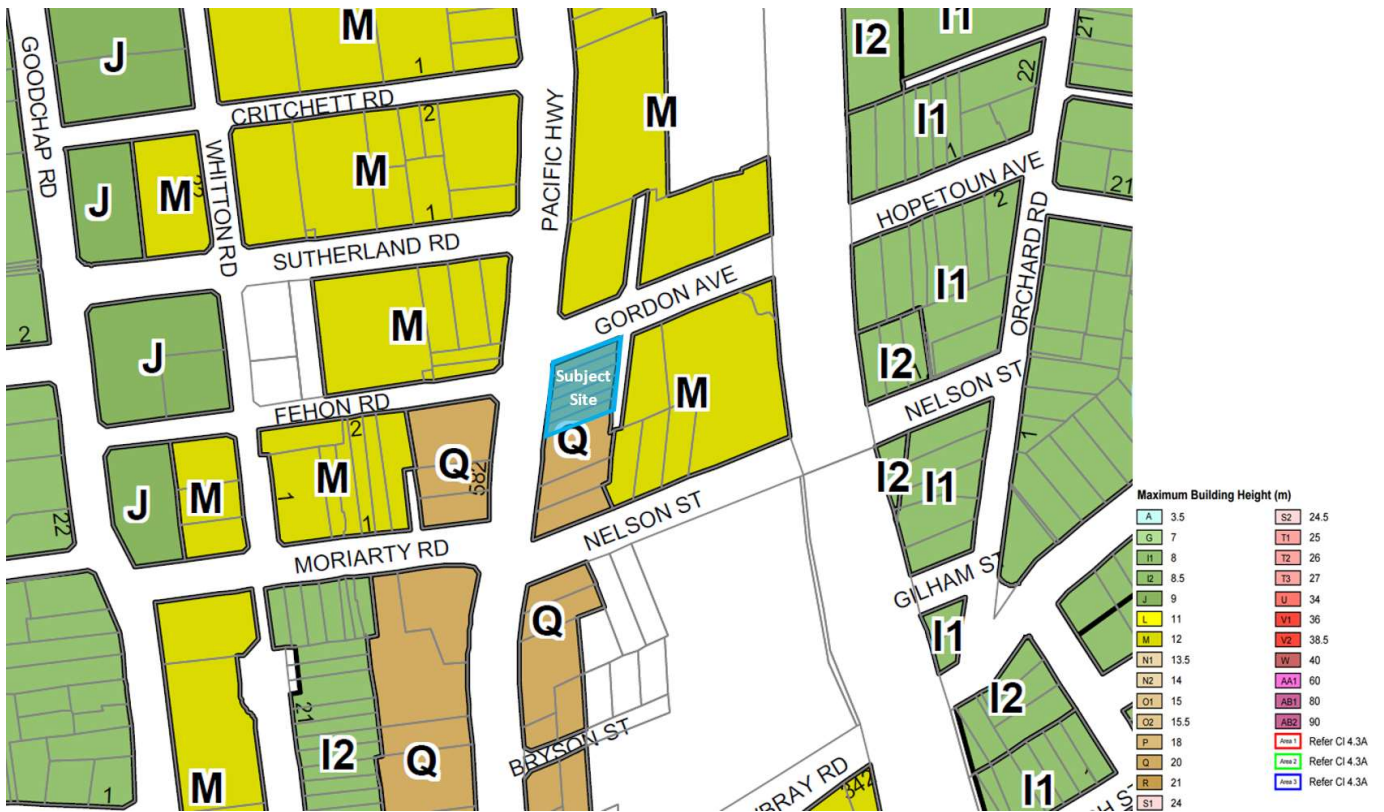 M
I1
I2
J
GOODCHAP RD
1
22
21
CRITCHETT RD
PACIFIC HWY
M
2
I1
J
M
33
WHITTON RD
M
1
1
HOPETOUN AVE
21
2
SUTHERLAND RD
ORCHARD RD
GORDON AVE
I1
2
J
M
Subject
Site
M
I2
1
NELSON ST
FEHON RD
2
Q
582
Q
I2
I1
1
22
J
M
1
M
1
NELSON ST
MORIARTY RD
GILHAM ST
Q
I1
21
I2
I2
M
Q
BRYSON ST
342
I1
1
1
Maximum Building Height (m)
A 3.5
G 7
I1 8
I2 8.5
J 9
L 11
M 12
N1 13.5
N2 14
O1 15
O2 15.5
P 18
Q 20
R 21
S1 24
S2 24.5
T1 25
T2 26
T3 27
U 34
V1 36
V2 38.5
W 40
AA1 60
AB1 80
AB2 90
Area 1 Refer Cl 4.3A
Area 2 Refer Cl 4.3A
Area 3 Refer Cl 4.3A